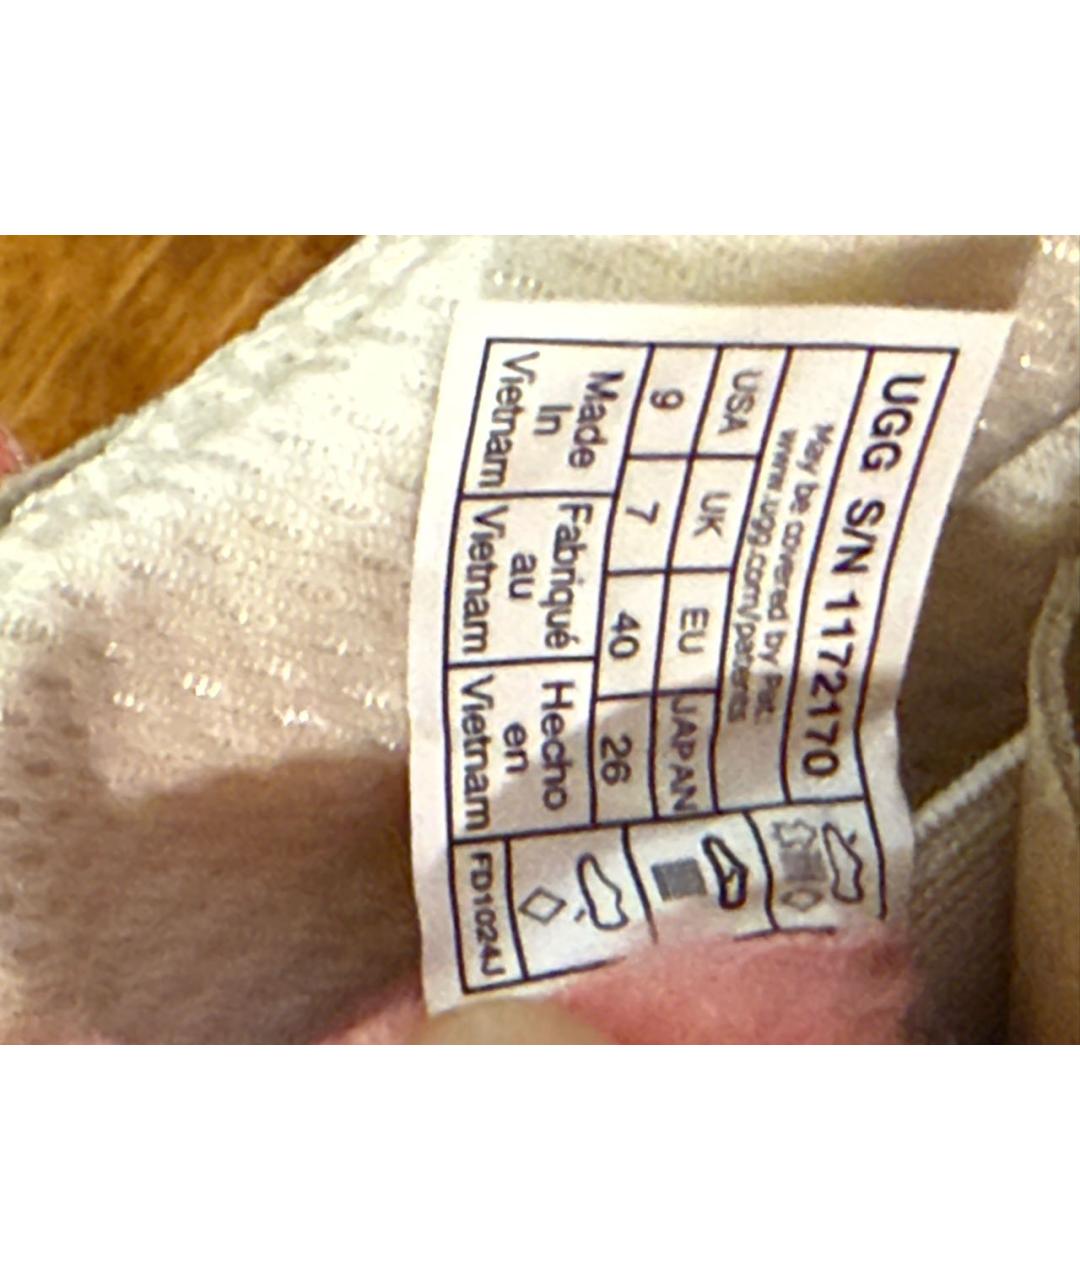 UGG S/N 1172170
May be covered by Pat.
www.ugg.com/patents
USA UK EU JAPAN
9 7 40 26
Made In Vietnam
Fabriqué au Vietnam
Hecho en Vietnam
FD1024J